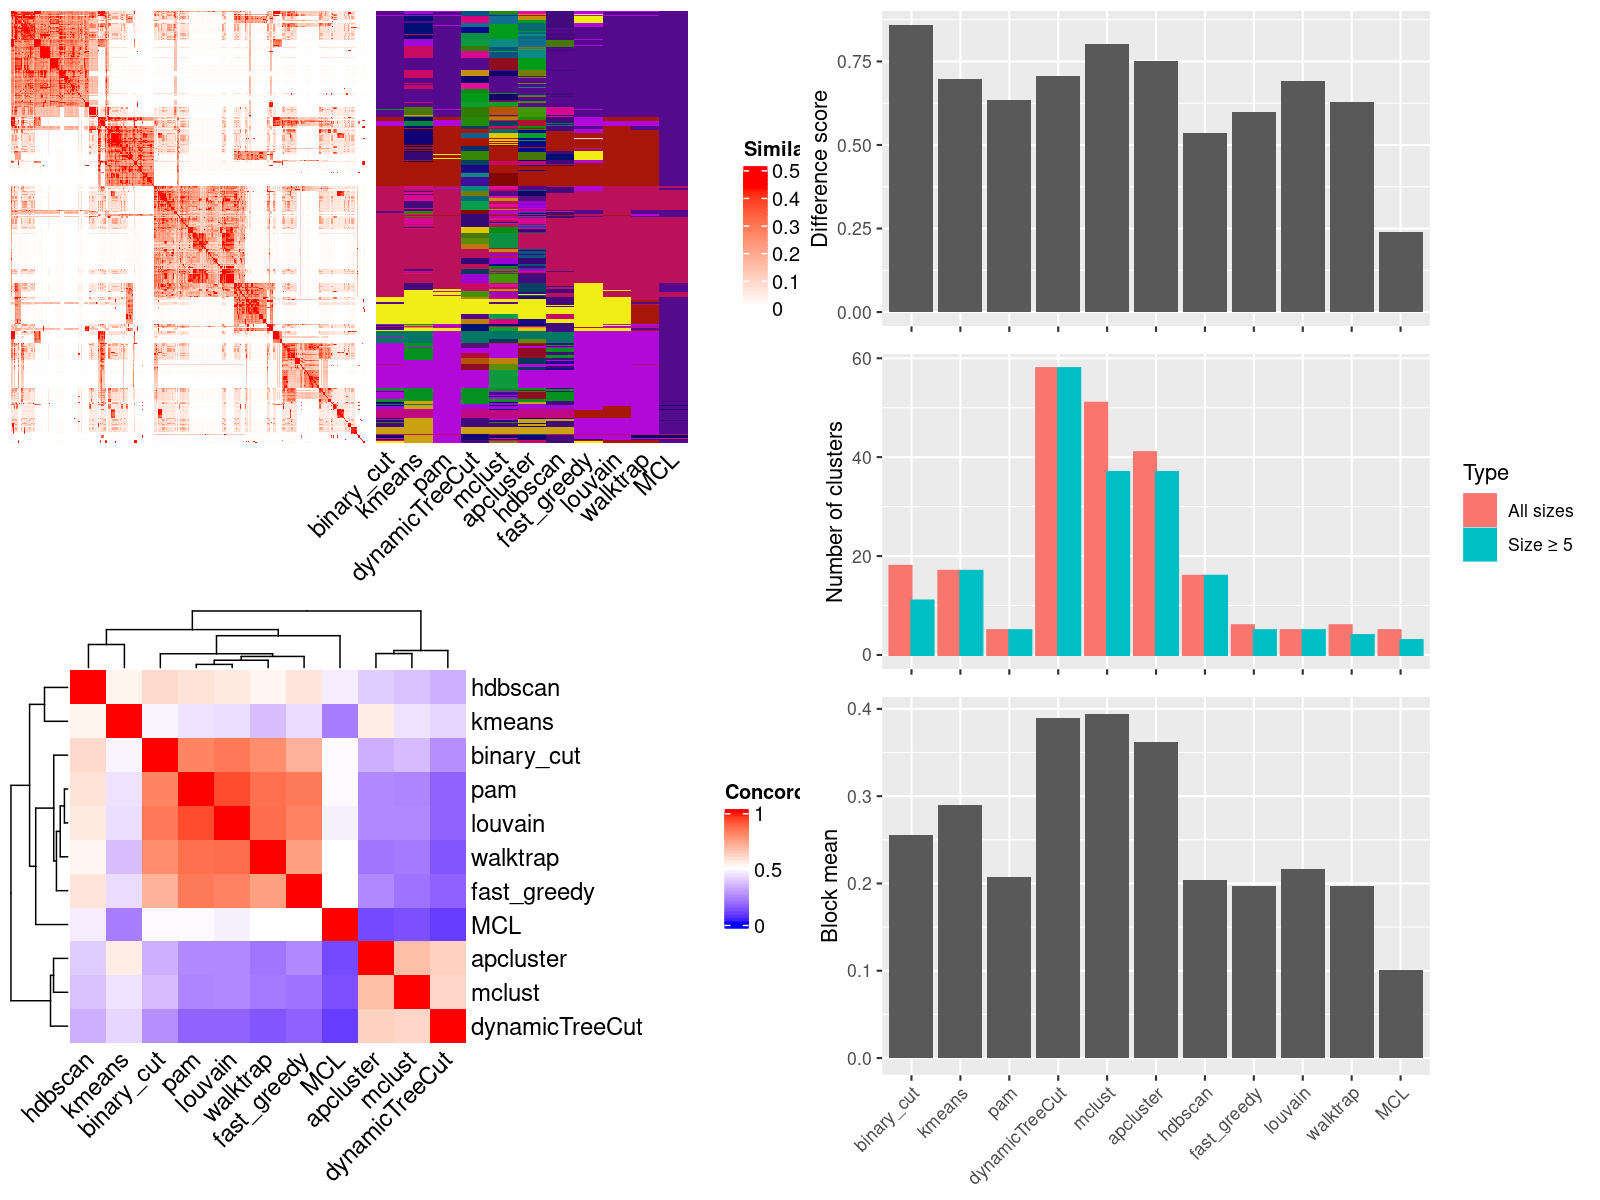 Simila
0.5
0.4
0.3
0.2
0.1
0
binary_cut
kmeans
pam
dynamicTreeCut
mclust
apcluster
hdbscan
fast_greedy
louvain
walktrap
MCL
hdbscan
kmeans
binary_cut
pam
louvain
walktrap
fast_greedy
MCL
apcluster
mclust
dynamicTreeCut
hdbscan
kmeans
binary_cut
pam
louvain
walktrap
fast_greedy
MCL
apcluster
mclust
dynamicTreeCut
Concord
1
0.5
0
Difference score
0.75
0.50
0.25
0.00
Number of clusters
60
40
20
0
Type
All sizes
Size ≥ 5
Block mean
0.4
0.3
0.2
0.1
0.0
binary_cut
kmeans
pam
dynamicTreeCut
mclust
apcluster
hdbscan
fast_greedy
louvain
walktrap
MCL